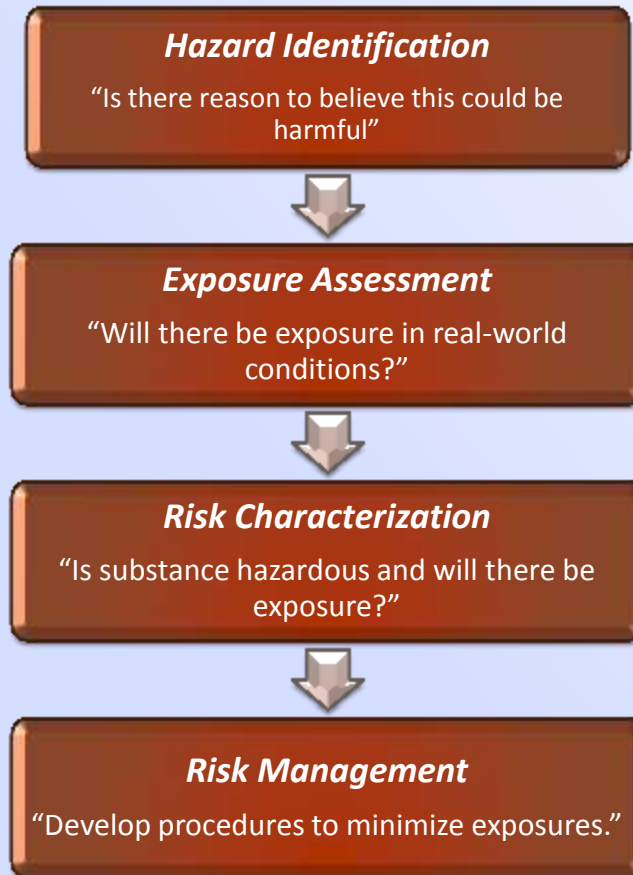 Hazard Identification
“Is there reason to believe this could be
harmful”
Exposure Assessment
“Will there be exposure in real-world
conditions?”
Risk Characterization
“Is substance hazardous and will there be
exposure?”
Risk Management
“Develop procedures to minimize exposures.”